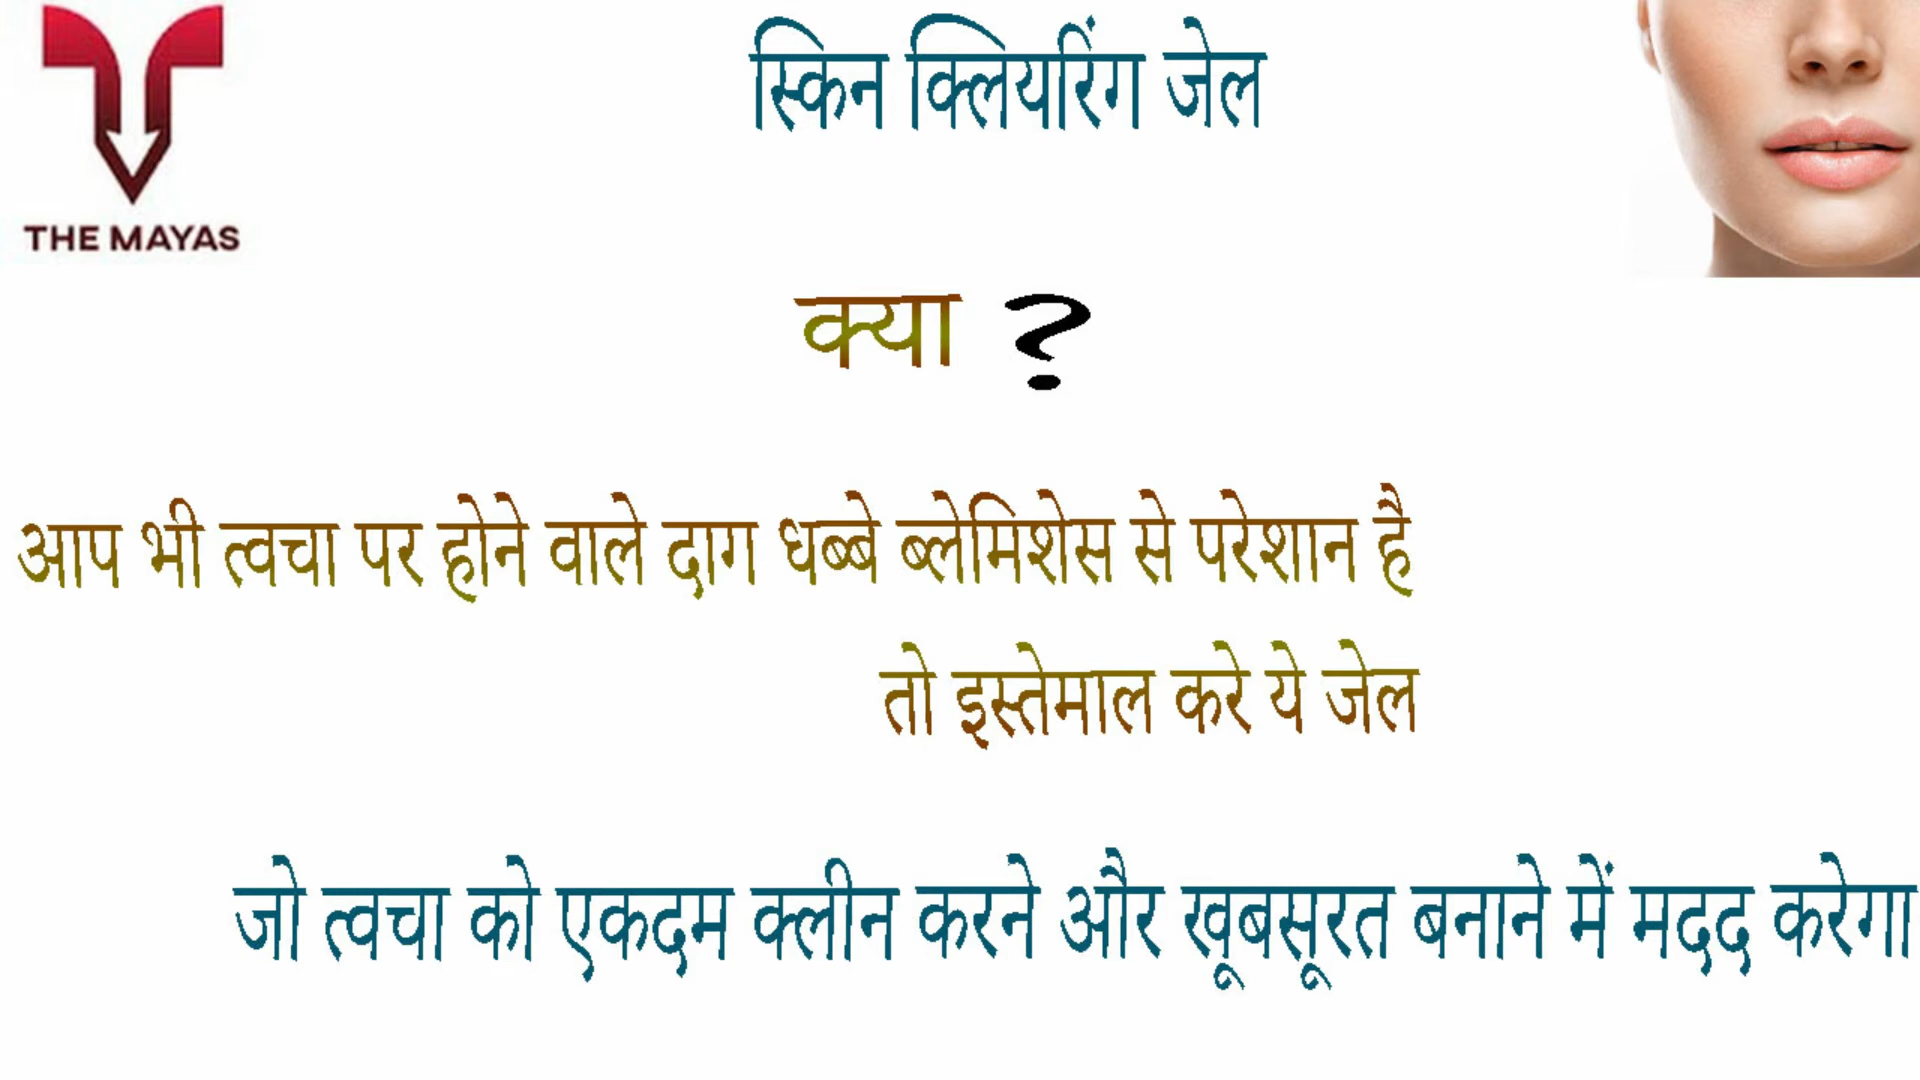 THE MAYAS
स्किन क्लियरिंग जेल
क्या ?
आप भी त्वचा पर होने वाले दाग धब्बे ब्लेमिशेस से परेशान है
तो इस्तेमाल करे ये जेल
जो त्वचा को एकदम क्लीन करने और खूबसूरत बनाने में मदद करेगा